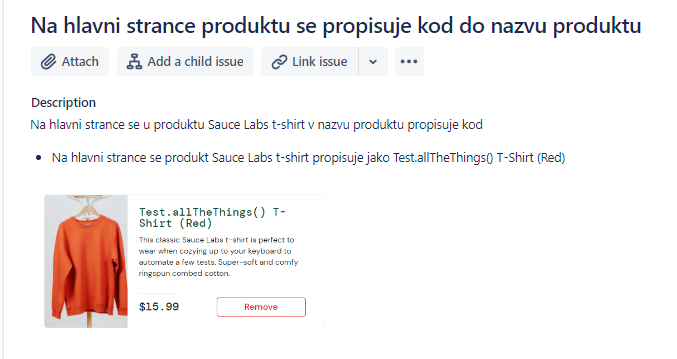 Na hlavni strance produktu se propisuje kod do nazvu produktu
Attach
Add a child issue
Link issue
Description
Na hlavni strance se u produktu Sauce Labs t-shirt v nazvu produktu propisuje kod
• Na hlavni strance se produkt Sauce Labs t-shirt propisuje jako Test.allTheThings() T-Shirt (Red)
Test.allTheThings() T-
Shirt (Red)
This classic Sauce Labs t-shirt is perfect to
wear when cozying up to your keyboard to
automate a few tests. Super-soft and comfy
ringspun combed cotton.
$15.99
Remove